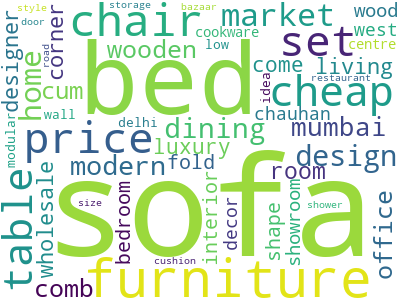 style
storage
bazaar
door
chair
market
wood
road
designer
home
corner
wooden
cookware
set
west
low
centre
bed
come
living
restaurant
idea
cheap
cum
wall
modular
delhi
price
dining
chauhan
mumbai
luxury
modern
fold
design
room
table
wholesale
bedroom
sofa
interior
decor
shape
showroom
office
size
shower
cushion
comb
furniture